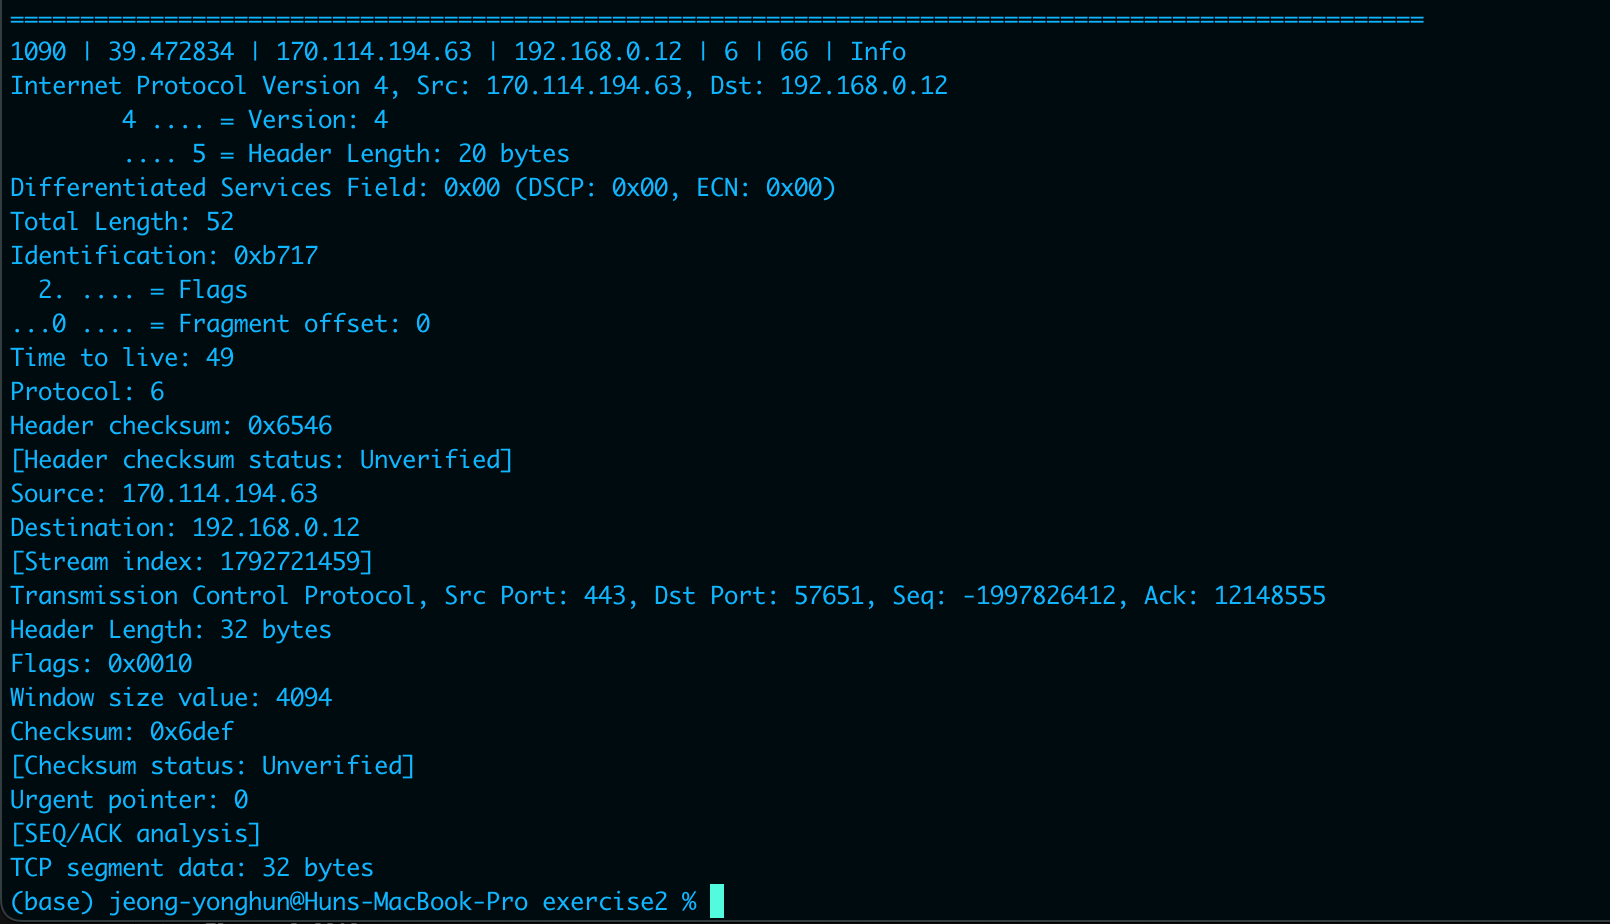 =====================================================================================================
1090 | 39.472834 | 170.114.194.63 | 192.168.0.12 | 6 | 66 | Info
Internet Protocol Version 4, Src: 170.114.194.63, Dst: 192.168.0.12
        4 .... = Version: 4
        .... 5 = Header Length: 20 bytes
Differentiated Services Field: 0x00 (DSCP: 0x00, ECN: 0x00)
Total Length: 52
Identification: 0xb717
  2. .... = Flags
...0 .... = Fragment offset: 0
Time to live: 49
Protocol: 6
Header checksum: 0x6546
[Header checksum status: Unverified]
Source: 170.114.194.63
Destination: 192.168.0.12
[Stream index: 1792721459]
Transmission Control Protocol, Src Port: 443, Dst Port: 57651, Seq: -1997826412, Ack: 12148555
Header Length: 32 bytes
Flags: 0x0010
Window size value: 4094
Checksum: 0x6def
[Checksum status: Unverified]
Urgent pointer: 0
[SEQ/ACK analysis]
TCP segment data: 32 bytes
(base) jeong-yonghun@Huns-MacBook-Pro exercise2 %